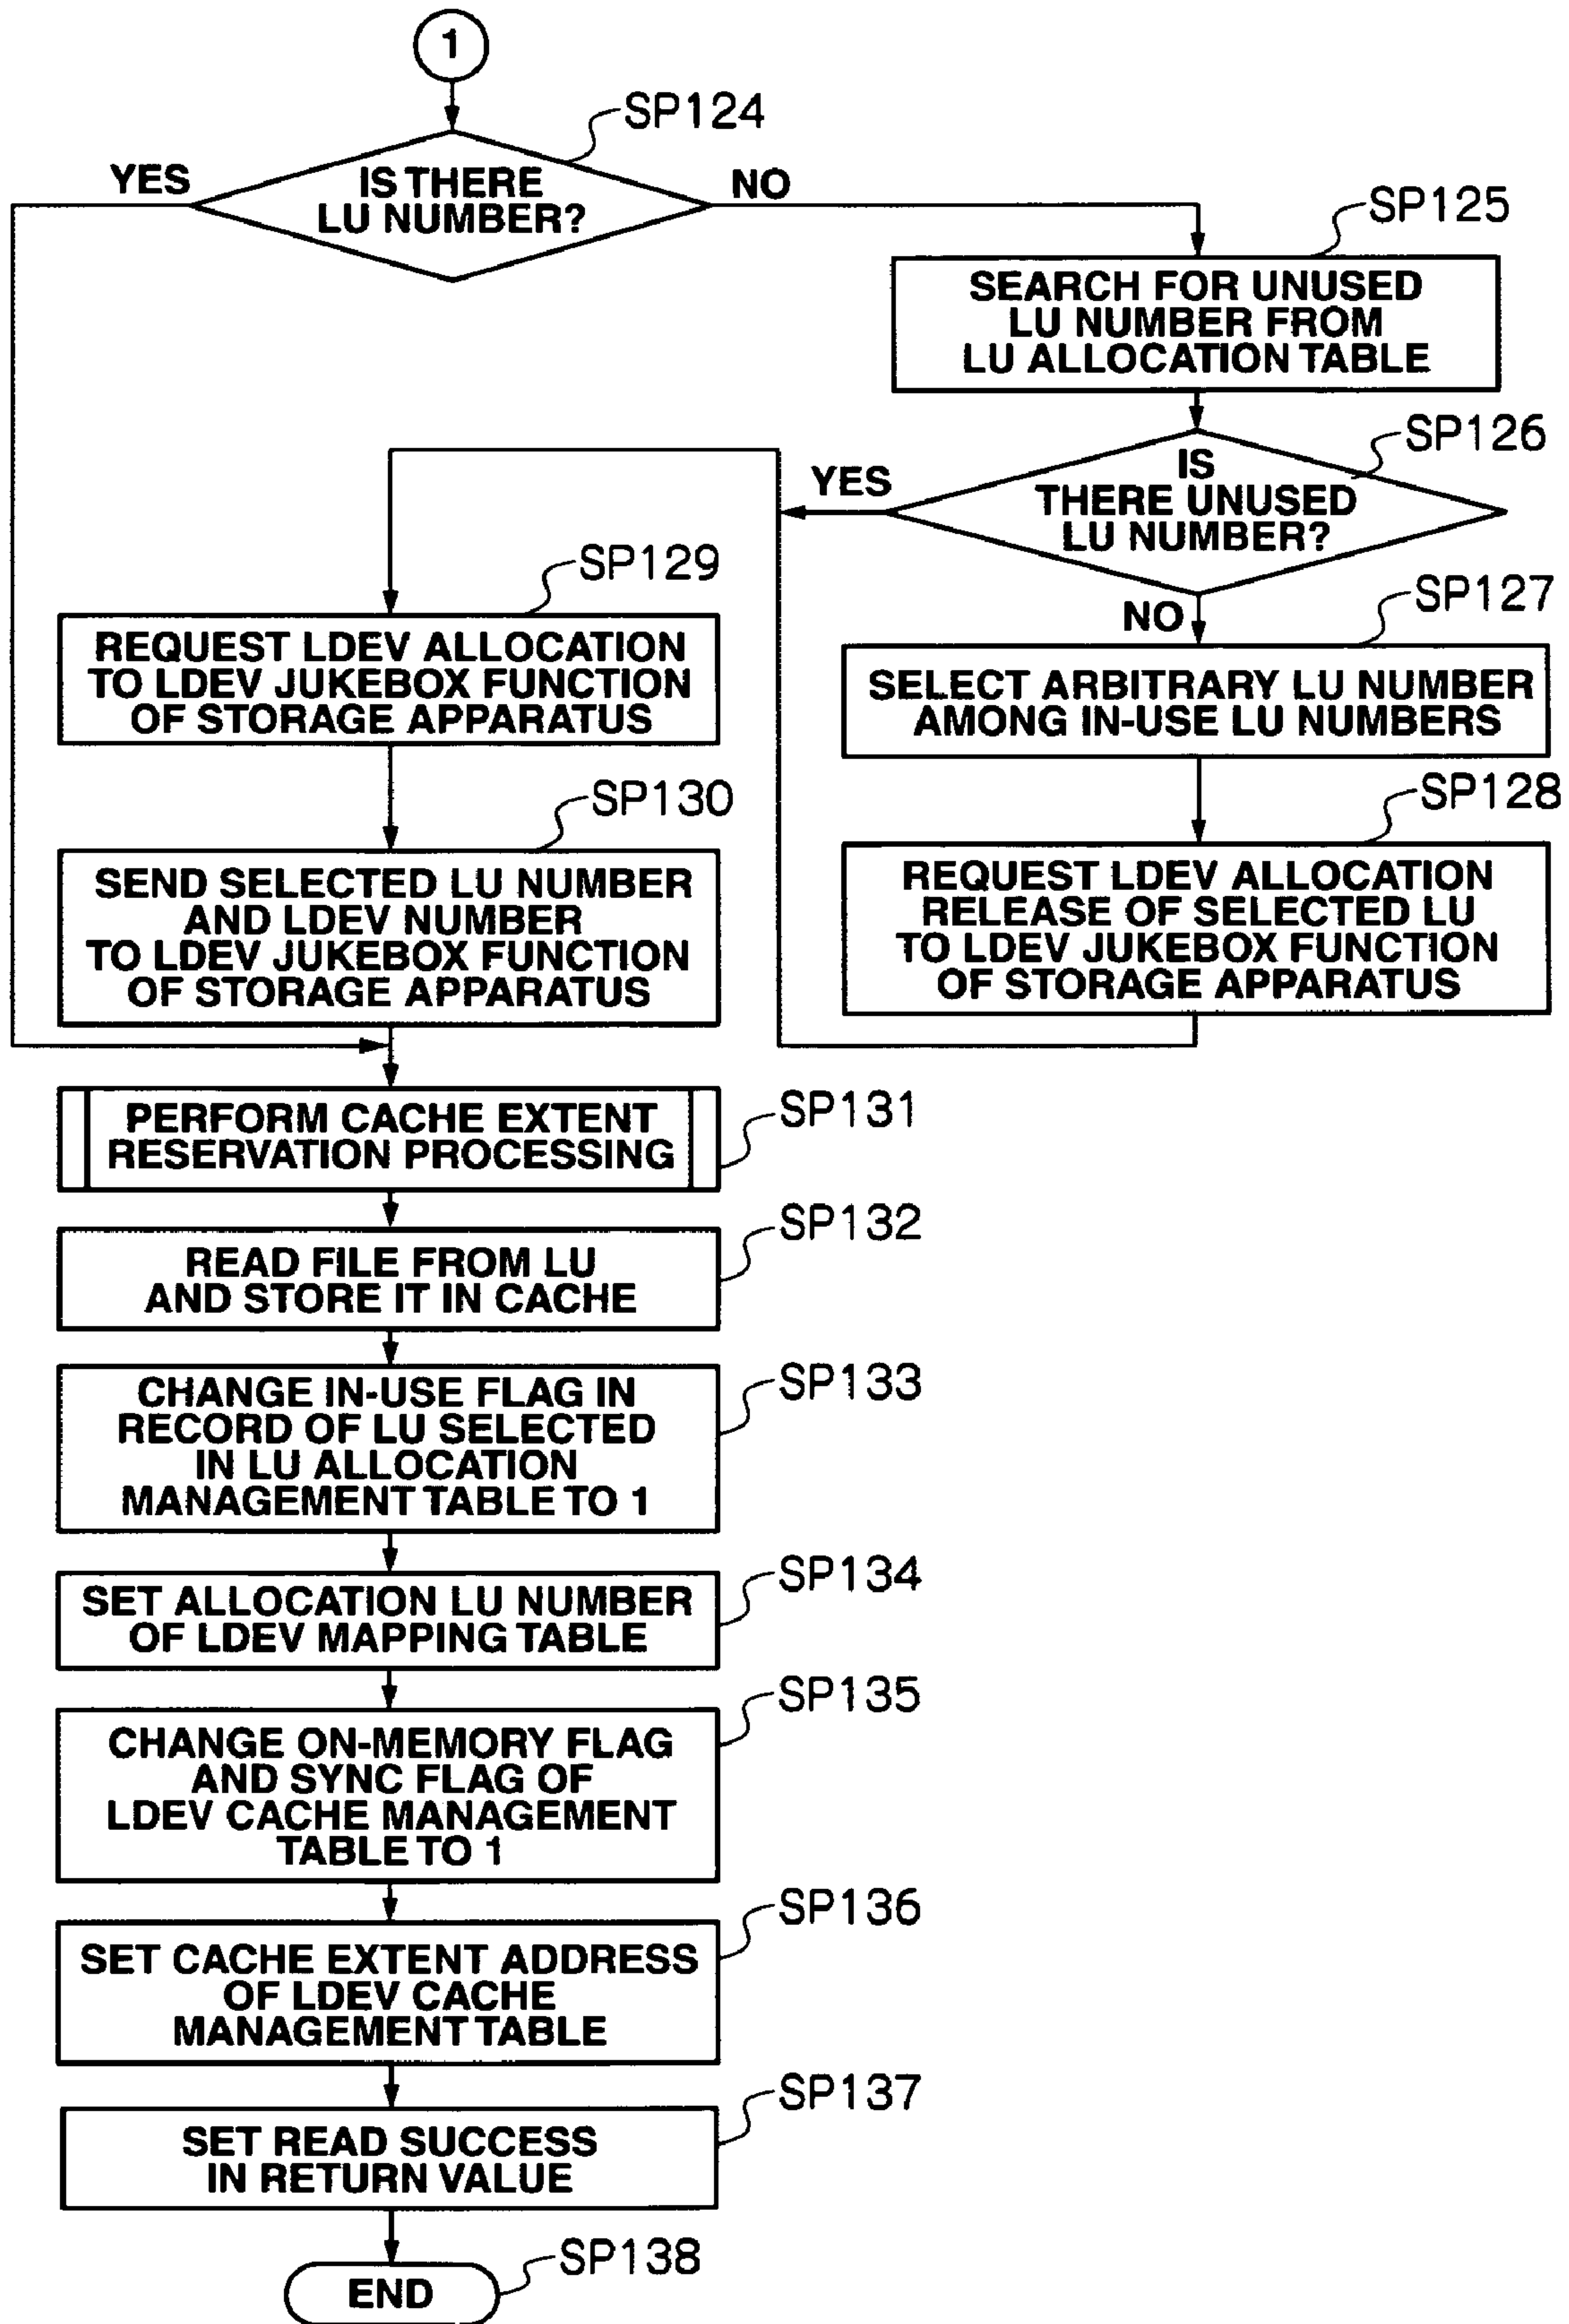 1
SP124
YES
IS THERE
LU NUMBER?
NO
SP125
SEARCH FOR UNUSED
LU NUMBER FROM
LU ALLOCATION TABLE
SP126
IS
THERE UNUSED
LU NUMBER?
YES
NO
SP127
SELECT ARBITRARY LU NUMBER
AMONG IN-USE LU NUMBERS
SP128
REQUEST LDEV ALLOCATION
RELEASE OF SELECTED LU
TO LDEV JUKEBOX FUNCTION
OF STORAGE APPARATUS
SP129
REQUEST LDEV ALLOCATION
TO LDEV JUKEBOX FUNCTION
OF STORAGE APPARATUS
SP130
SEND SELECTED LU NUMBER
AND LDEV NUMBER
TO LDEV JUKEBOX FUNCTION
OF STORAGE APPARATUS
SP131
PERFORM CACHE EXTENT
RESERVATION PROCESSING
SP132
READ FILE FROM LU
AND STORE IT IN CACHE
SP133
CHANGE IN-USE FLAG IN
RECORD OF LU SELECTED
IN LU ALLOCATION
MANAGEMENT TABLE TO 1
SP134
SET ALLOCATION LU NUMBER
OF LDEV MAPPING TABLE
SP135
CHANGE ON-MEMORY FLAG
AND SYNC FLAG OF
LDEV CACHE MANAGEMENT
TABLE TO 1
SP136
SET CACHE EXTENT ADDRESS
OF LDEV CACHE
MANAGEMENT TABLE
SP137
SET READ SUCCESS
IN RETURN VALUE
SP138
END